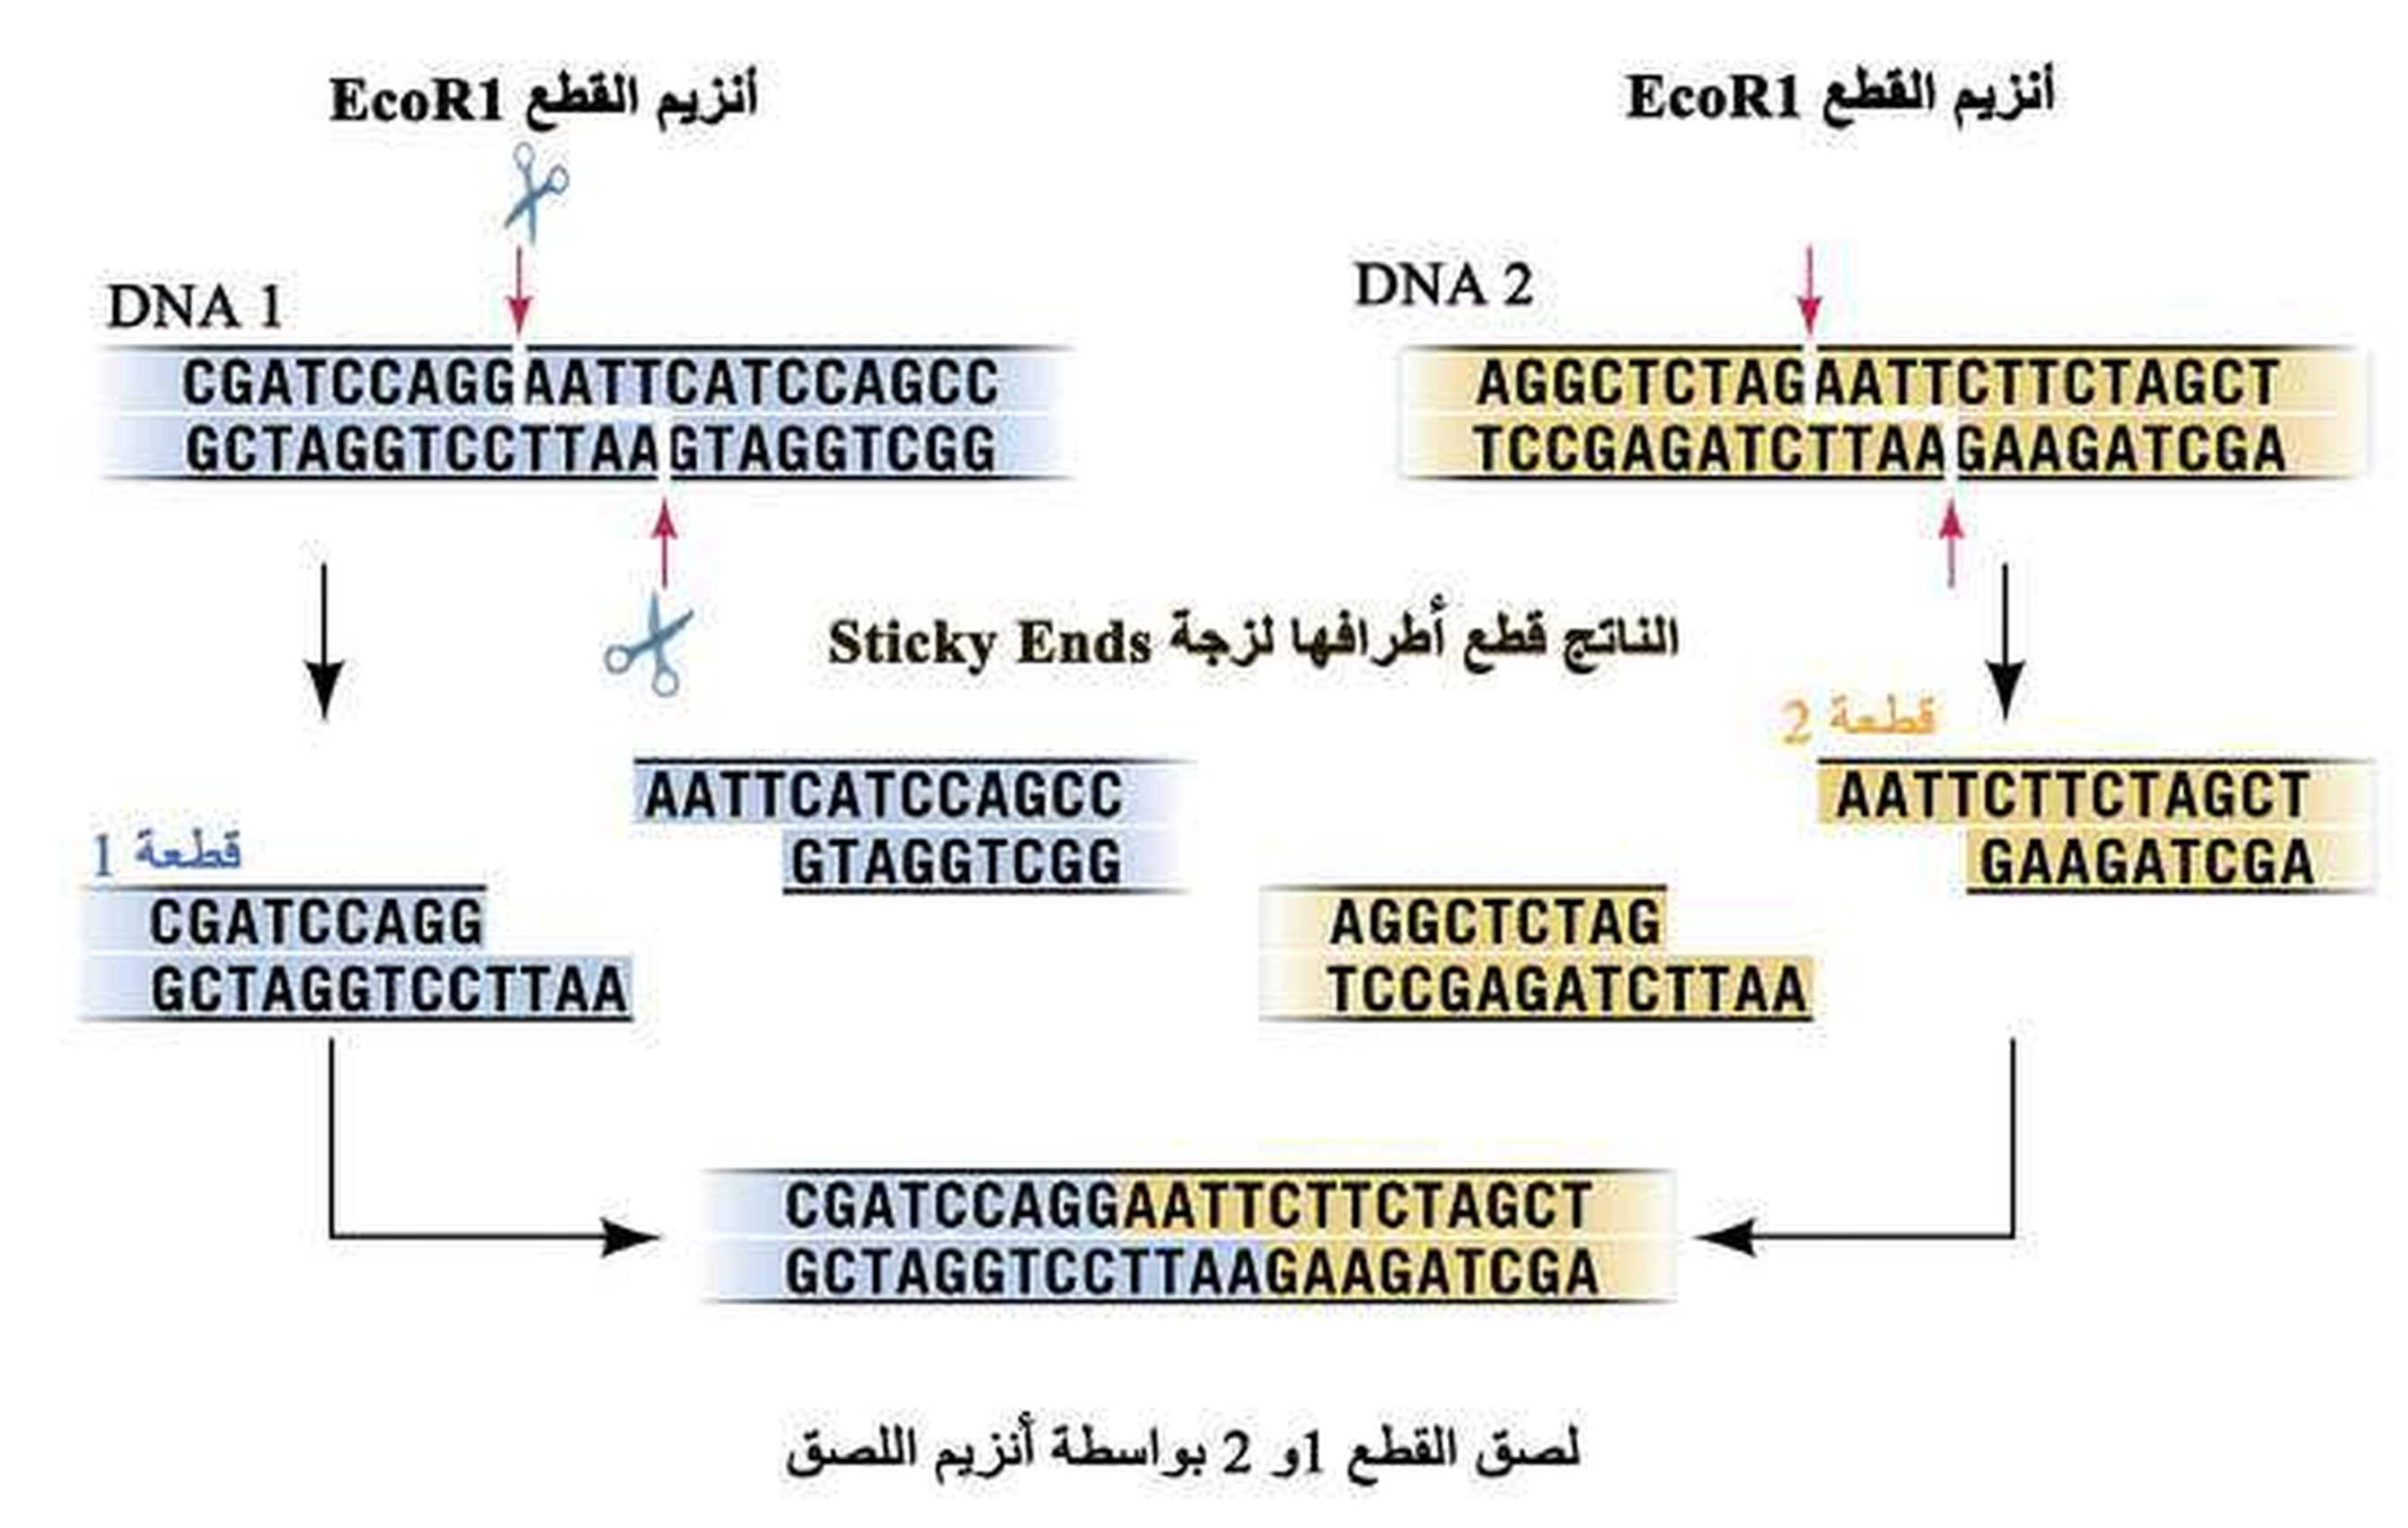 أنزيم القطع EcoR1
أنزيم القطع EcoR1
DNA 1
DNA 2
CGATCCAGGAATTCATCCAGCC
GCTAGGTCCTTAAGTAGGTCGG
AGGCTCTAGAATTCTTCTAGCT
TCCGAGATCTTAAGAAGATCGA
الناتج قطع أطرافها لزجة Sticky Ends
قطعة 2
AATTCATCCAGCC
GTAGGTCGG
AATTCTTCTAGCT
GAAGATCGA
قطعة 1
CGATCCAGG
GCTAGGTCCTTAA
AGGCTCTAG
TCCGAGATCTTAA
CGATCCAGGAATTCTTCTAGCT
GCTAGGTCCTTAAGAAGATCGA
لصق القطع 1و 2 بواسطة أنزيم اللصق